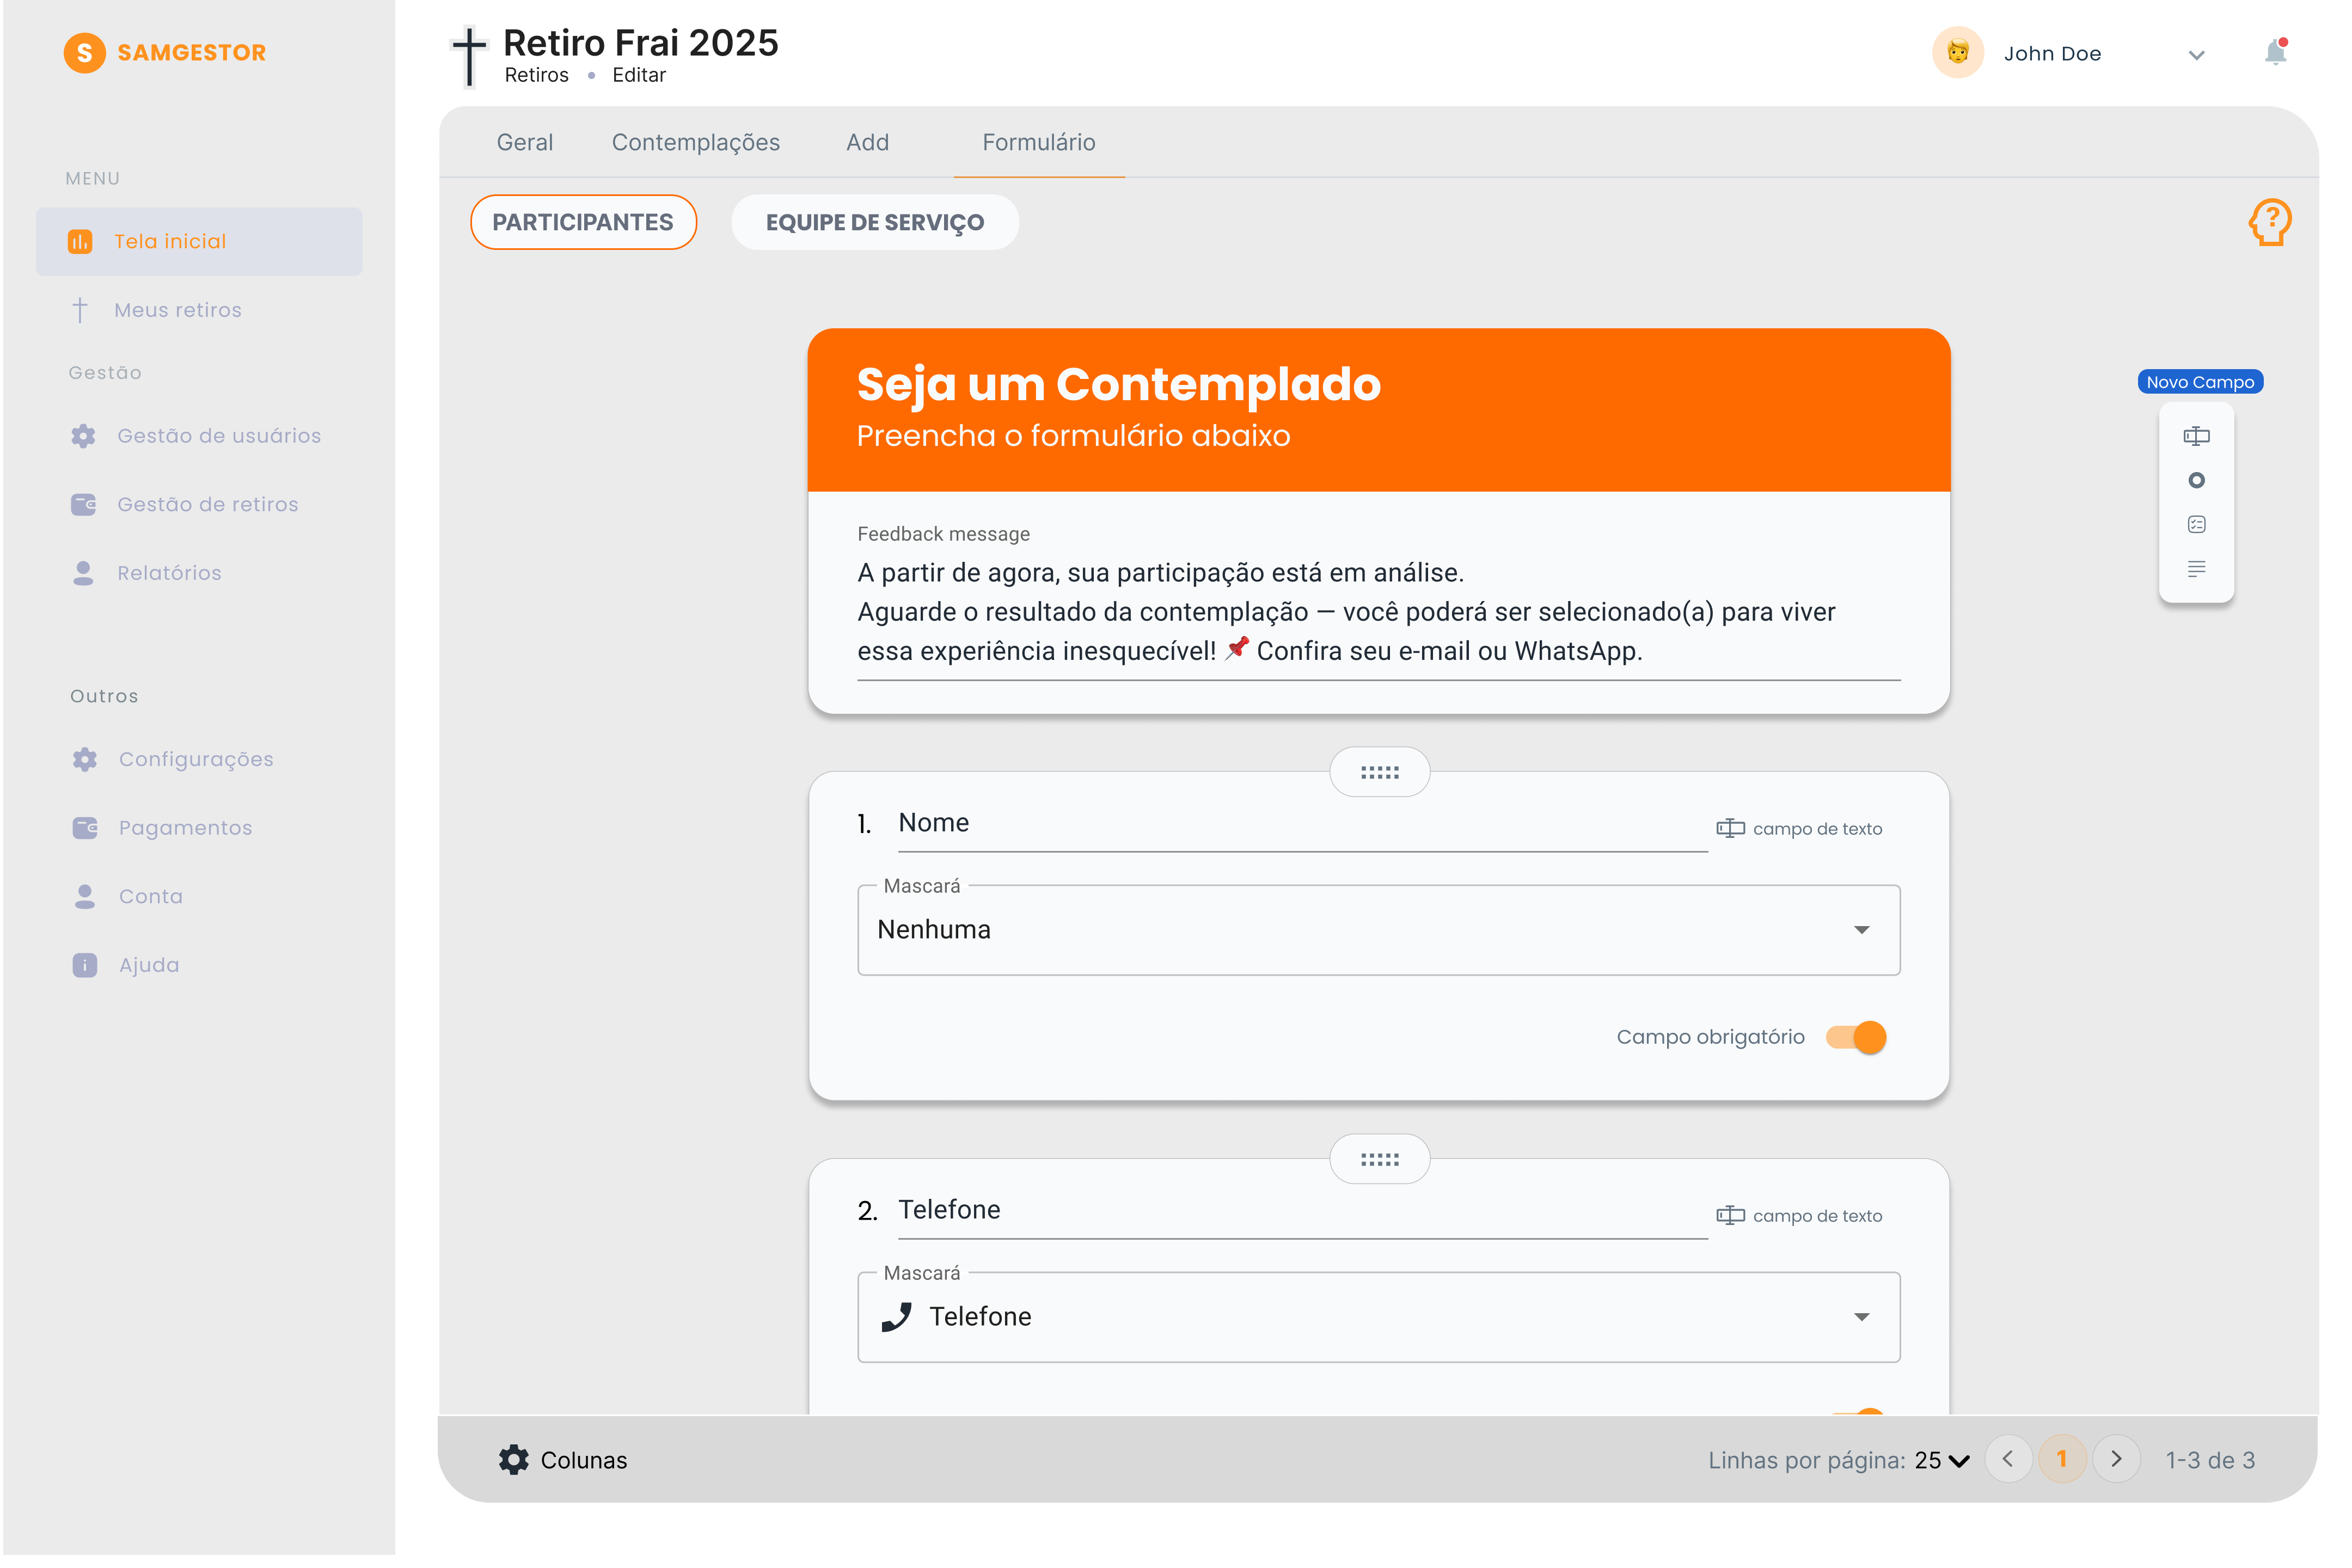 S SAMGESTOR
MENU
Tela inicial
Meus retiros
Gestão
Gestão de usuários
Gestão de retiros
Relatórios
Outros
Configurações
Pagamentos
Conta
Ajuda
Retiro Frai 2025
Retiros • Editar
John Doe
Geral Contemplações Add Formulário
PARTICIPANTES EQUIPE DE SERVIÇO
?
Seja um Contemplado
Preencha o formulário abaixo
Feedback message
A partir de agora, sua participação está em análise.
Aguarde o resultado da contemplação — você poderá ser selecionado(a) para viver
essa experiência inesquecível! 📌 Confira seu e-mail ou WhatsApp.
Novo Campo
1. Nome campo de texto
Mascará
Nenhuma
Campo obrigatório
2. Telefone campo de texto
Mascará
Telefone
Colunas
Linhas por página: 25 1 1-3 de 3